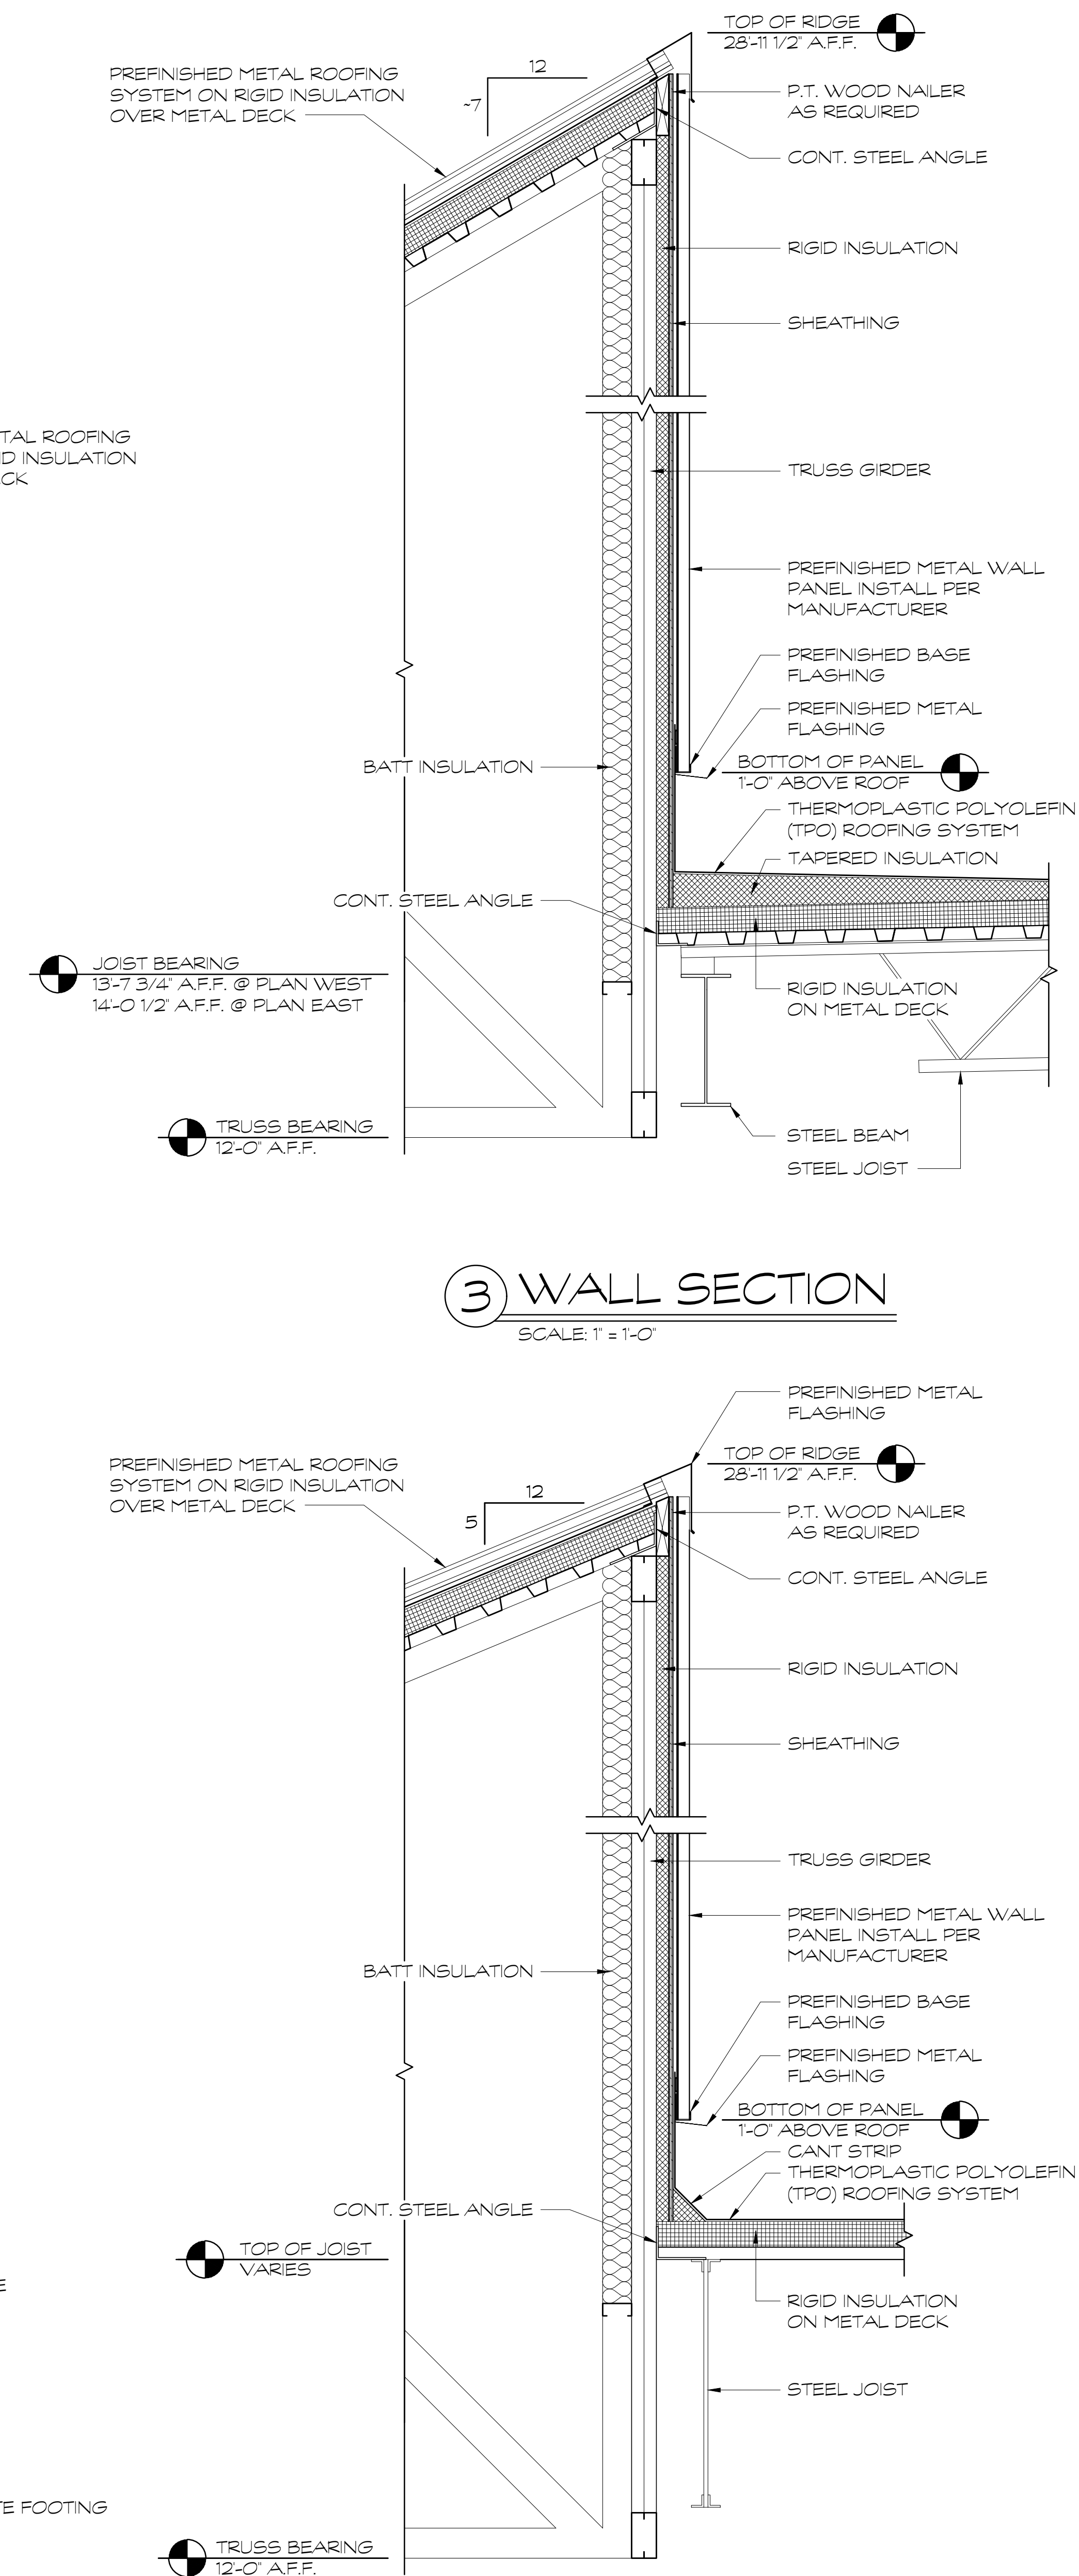 TOP OF RIDGE
28'-11 1/2" A.F.F.
PREFINISHED METAL ROOFING
SYSTEM ON RIGID INSULATION
OVER METAL DECK
12
~7
P.T. WOOD NAILER
AS REQUIRED
CONT. STEEL ANGLE
RIGID INSULATION
SHEATHING
TAL ROOFING
ID INSULATION
CK
TRUSS GIRDER
PREFINISHED METAL WALL
PANEL INSTALL PER
MANUFACTURER
PREFINISHED BASE
FLASHING
PREFINISHED METAL
FLASHING
BATT INSULATION
BOTTOM OF PANEL
1'-0" ABOVE ROOF
THERMOPLASTIC POLYOLEFIN
(TPO) ROOFING SYSTEM
TAPERED INSULATION
CONT. STEEL ANGLE
JOIST BEARING
13'-7 3/4" A.F.F. @ PLAN WEST
14'-0 1/2" A.F.F. @ PLAN EAST
RIGID INSULATION
ON METAL DECK
TRUSS BEARING
12'-0" A.F.F.
STEEL BEAM
STEEL JOIST
3 WALL SECTION
SCALE: 1" = 1'-0"
PREFINISHED METAL
FLASHING
TOP OF RIDGE
28'-11 1/2" A.F.F.
PREFINISHED METAL ROOFING
SYSTEM ON RIGID INSULATION
OVER METAL DECK
12
5
P.T. WOOD NAILER
AS REQUIRED
CONT. STEEL ANGLE
RIGID INSULATION
SHEATHING
TRUSS GIRDER
PREFINISHED METAL WALL
PANEL INSTALL PER
MANUFACTURER
BATT INSULATION
PREFINISHED BASE
FLASHING
PREFINISHED METAL
FLASHING
BOTTOM OF PANEL
1'-0" ABOVE ROOF
CANT STRIP
THERMOPLASTIC POLYOLEFIN
(TPO) ROOFING SYSTEM
CONT. STEEL ANGLE
TOP OF JOIST
VARIES
E
RIGID INSULATION
ON METAL DECK
STEEL JOIST
TE FOOTING
TRUSS BEARING
12'-0" A.F.F.